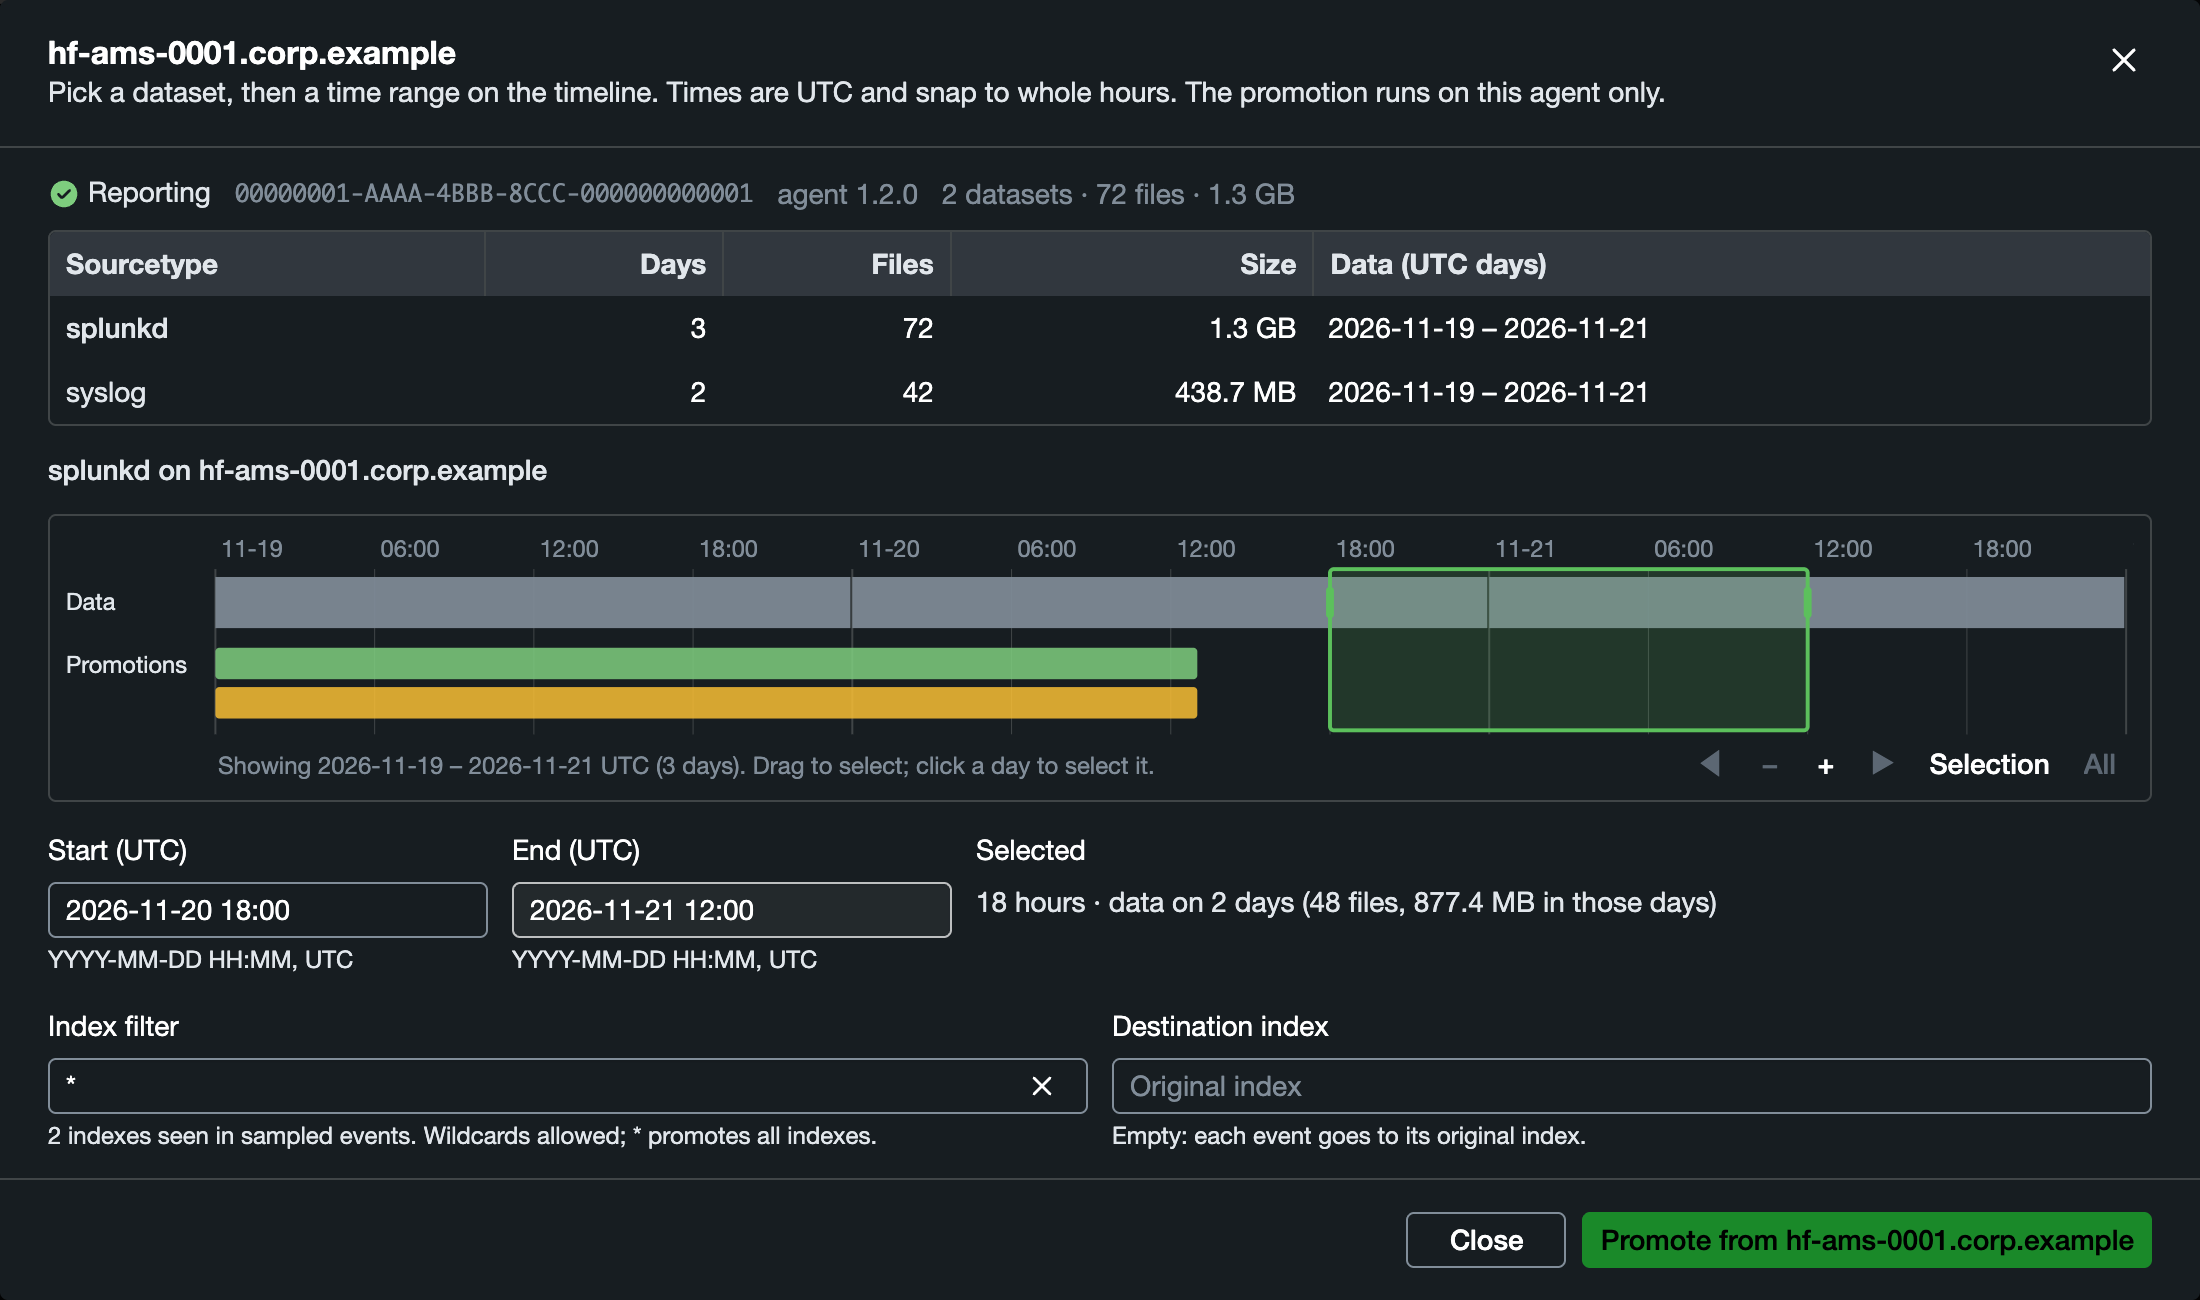 hf-ams-0001.corp.example
Pick a dataset, then a time range on the timeline. Times are UTC and snap to whole hours. The promotion runs on this agent only.
Reporting 00000001-AAAA-4BBB-8CCC-000000000001 agent 1.2.0 2 datasets · 72 files · 1.3 GB
Sourcetype Days Files Size Data (UTC days)
splunkd 3 72 1.3 GB 2026-11-19 – 2026-11-21
syslog 2 42 438.7 MB 2026-11-19 – 2026-11-21
splunkd on hf-ams-0001.corp.example
11-19 06:00 12:00 18:00 11-20 06:00 12:00 18:00 11-21 06:00 12:00 18:00
Data
Promotions
Showing 2026-11-19 – 2026-11-21 UTC (3 days). Drag to select; click a day to select it. − + Selection All
Start (UTC) End (UTC) Selected
2026-11-20 18:00 2026-11-21 12:00 18 hours · data on 2 days (48 files, 877.4 MB in those days)
YYYY-MM-DD HH:MM, UTC YYYY-MM-DD HH:MM, UTC
Index filter Destination index
* Original index
2 indexes seen in sampled events. Wildcards allowed; * promotes all indexes. Empty: each event goes to its original index.
Close Promote from hf-ams-0001.corp.example